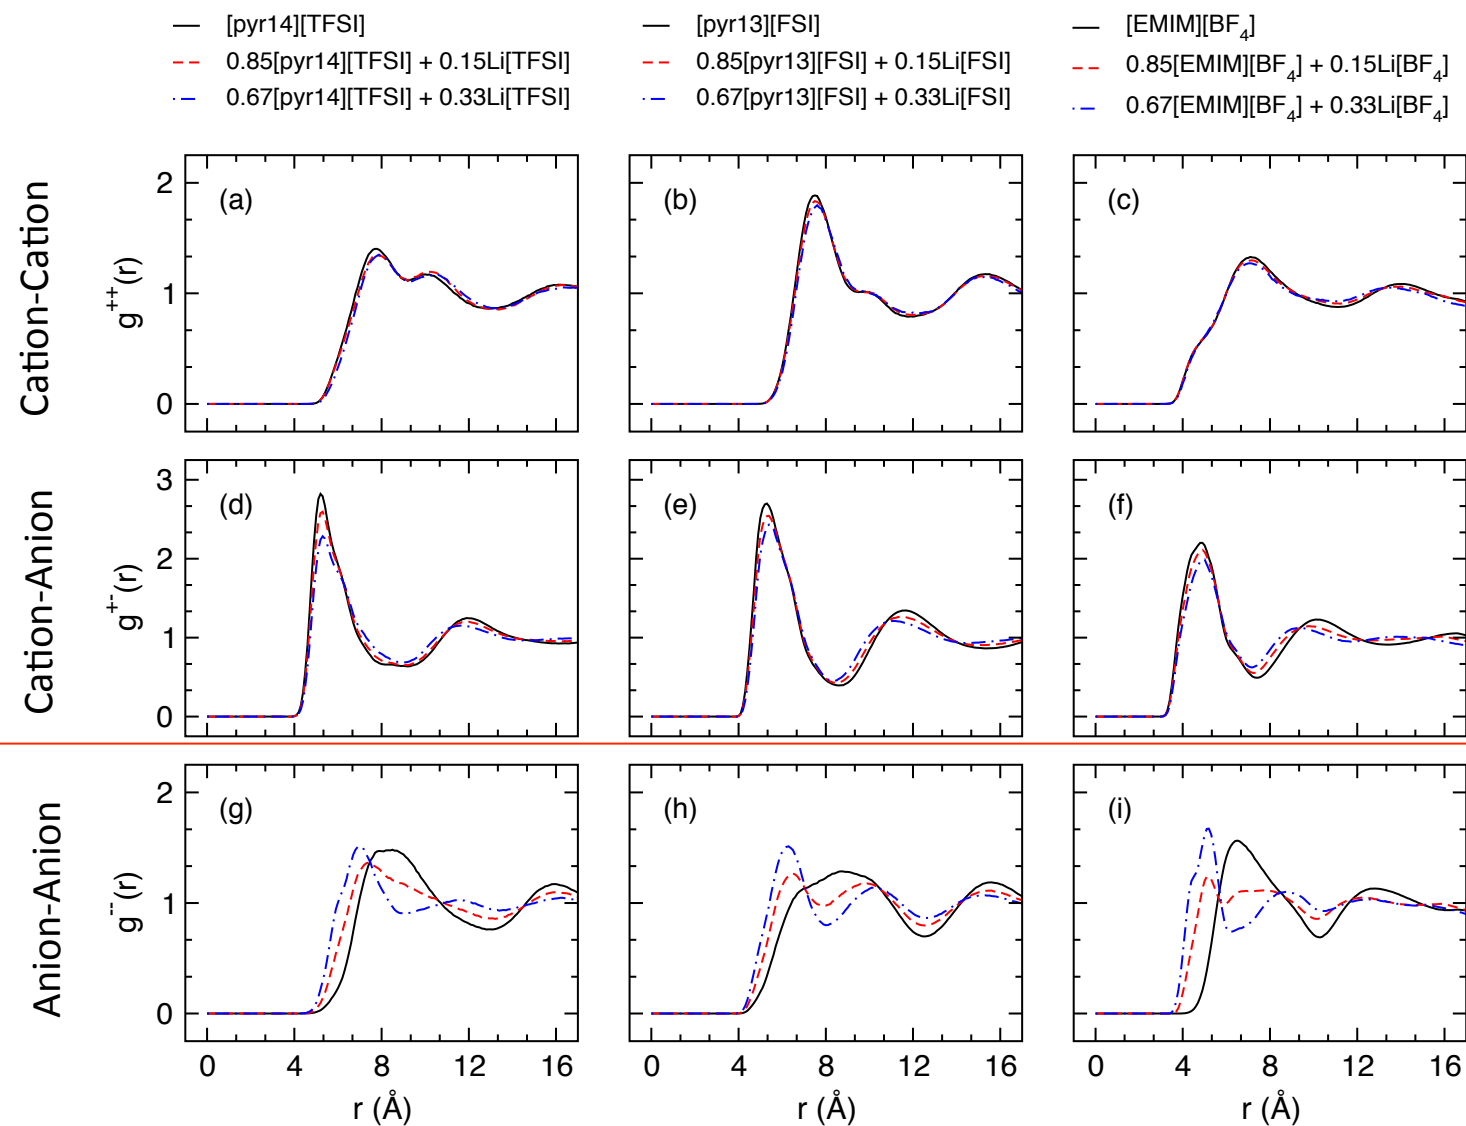 [pyr14][TFSI]
0.85[pyr14][TFSI] + 0.15Li[TFSI]
0.67[pyr14][TFSI] + 0.33Li[TFSI]
[pyr13][FSI]
0.85[pyr13][FSI] + 0.15Li[FSI]
0.67[pyr13][FSI] + 0.33Li[FSI]
[EMIM][BF₄]
0.85[EMIM][BF₄] + 0.15Li[BF₄]
0.67[EMIM][BF₄] + 0.33Li[BF₄]
Cation-Cation
g⁺⁺(r)
2
1
0
(a)
(b)
(c)
Cation-Anion
g⁺⁻(r)
3
2
1
0
(d)
(e)
(f)
Anion-Anion
g⁻⁻(r)
2
1
0
(g)
(h)
(i)
0 4 8 12 16
0 4 8 12 16
0 4 8 12 16
r (Å)
r (Å)
r (Å)